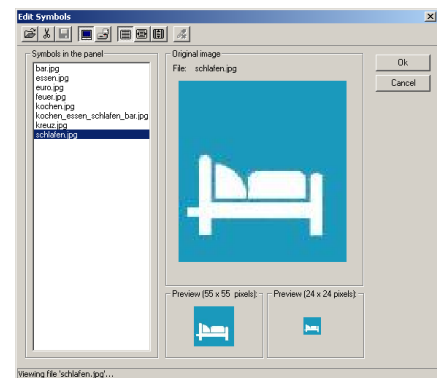 Edit Symbols
Symbols in the panel
bar.jpg
essen.jpg
euro.jpg
feuer.jpg
kochen.jpg
kochen_essen_schlafen_bar.jpg
kreuz.jpg
schlafen.jpg
Original image
File: schlafen.jpg
Ok
Cancel
Preview (55 x 55 pixels):
Preview (24 x 24 pixels):
Viewing file 'schlafen.jpg'...